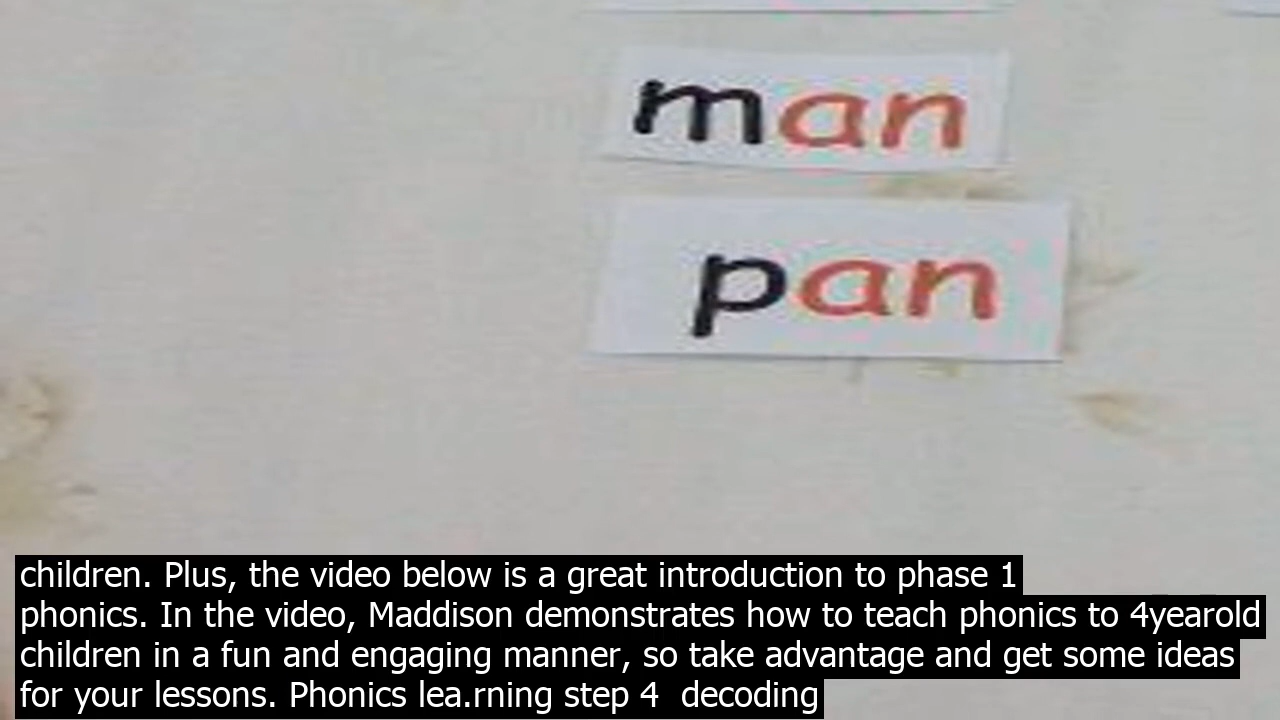 man
pan
children. Plus, the video below is a great introduction to phase 1
phonics. In the video, Maddison demonstrates how to teach phonics to 4yearold
children in a fun and engaging manner, so take advantage and get some ideas
for your lessons. Phonics lea.rning step 4  decoding